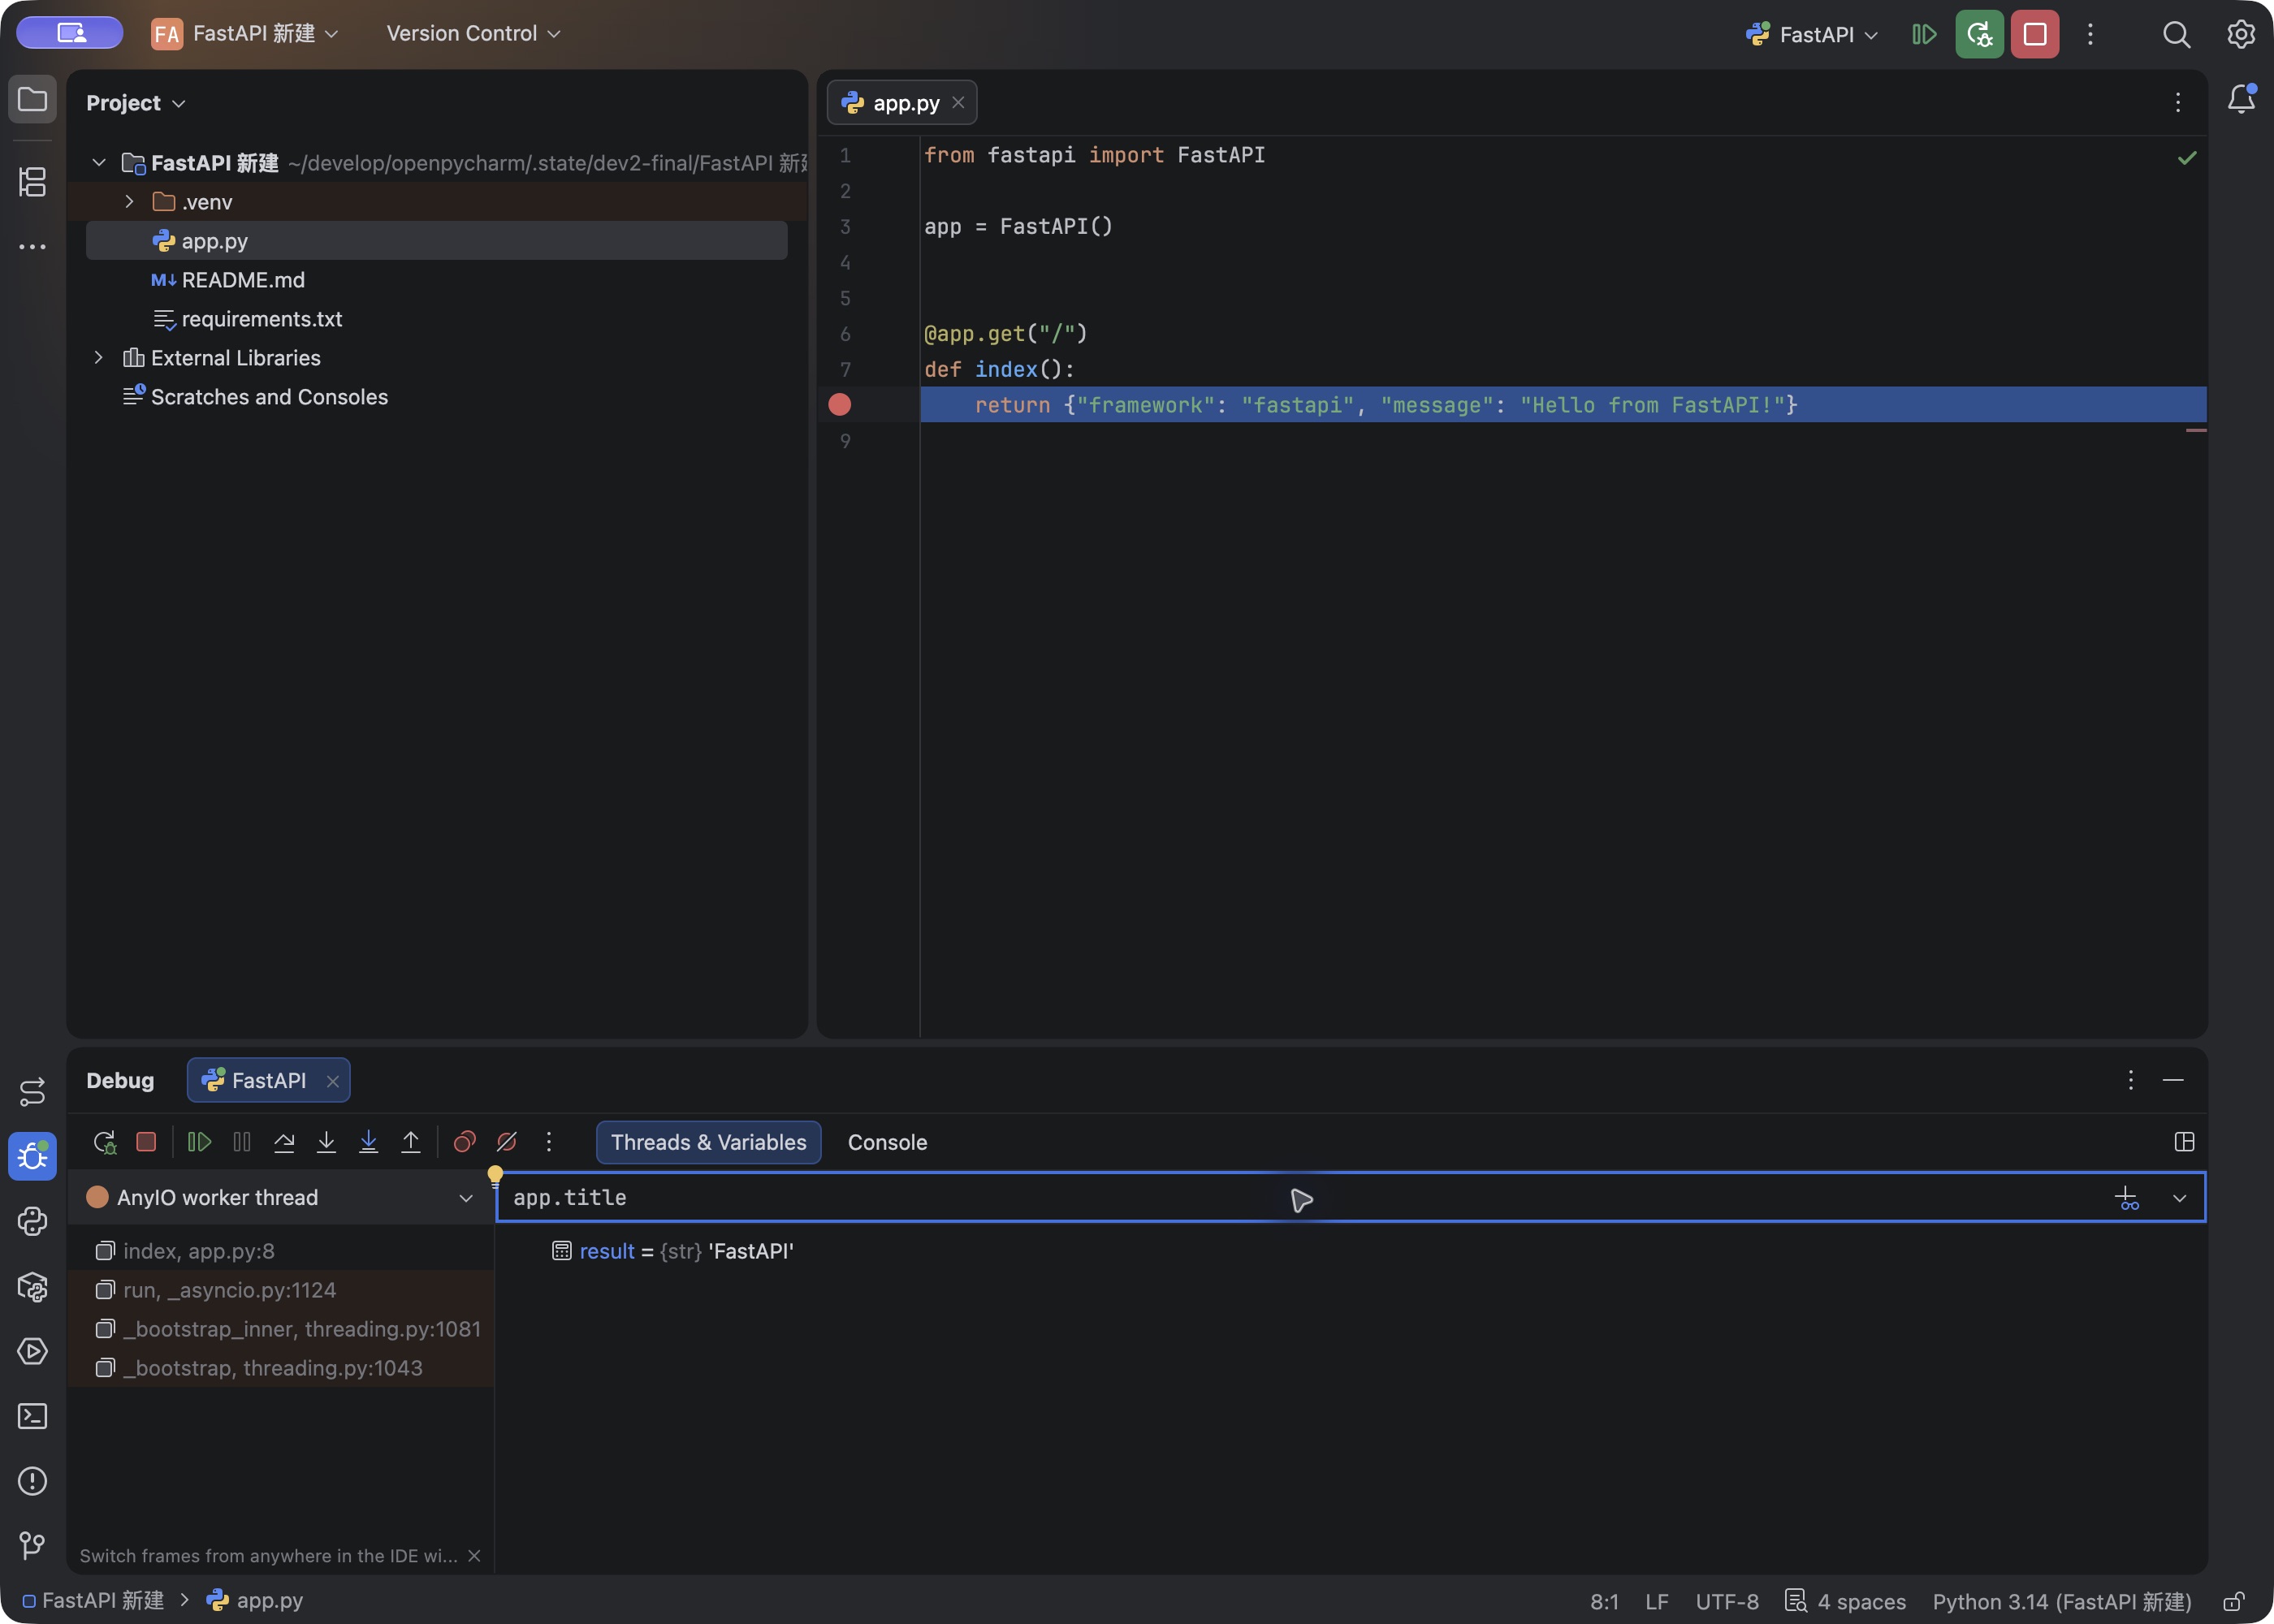 FA FastAPI 新建 Version Control FastAPI
Project
app.py
FastAPI 新建 ~/develop/openpycharm/.state/dev2-final/FastAPI
.venv
app.py
README.md
requirements.txt
External Libraries
Scratches and Consoles
1 from fastapi import FastAPI
2
3 app = FastAPI()
4
5
6 @app.get("/")
7 def index():
return {"framework": "fastapi", "message": "Hello from FastAPI!"}
9
Debug FastAPI
Threads & Variables Console
AnyIO worker thread
app.title
index, app.py:8
run, _asyncio.py:1124
_bootstrap_inner, threading.py:1081
_bootstrap, threading.py:1043
result = {str} 'FastAPI'
Switch frames from anywhere in the IDE wi...
FastAPI 新建 > app.py 8:1 LF UTF-8 4 spaces Python 3.14 (FastAPI 新建)